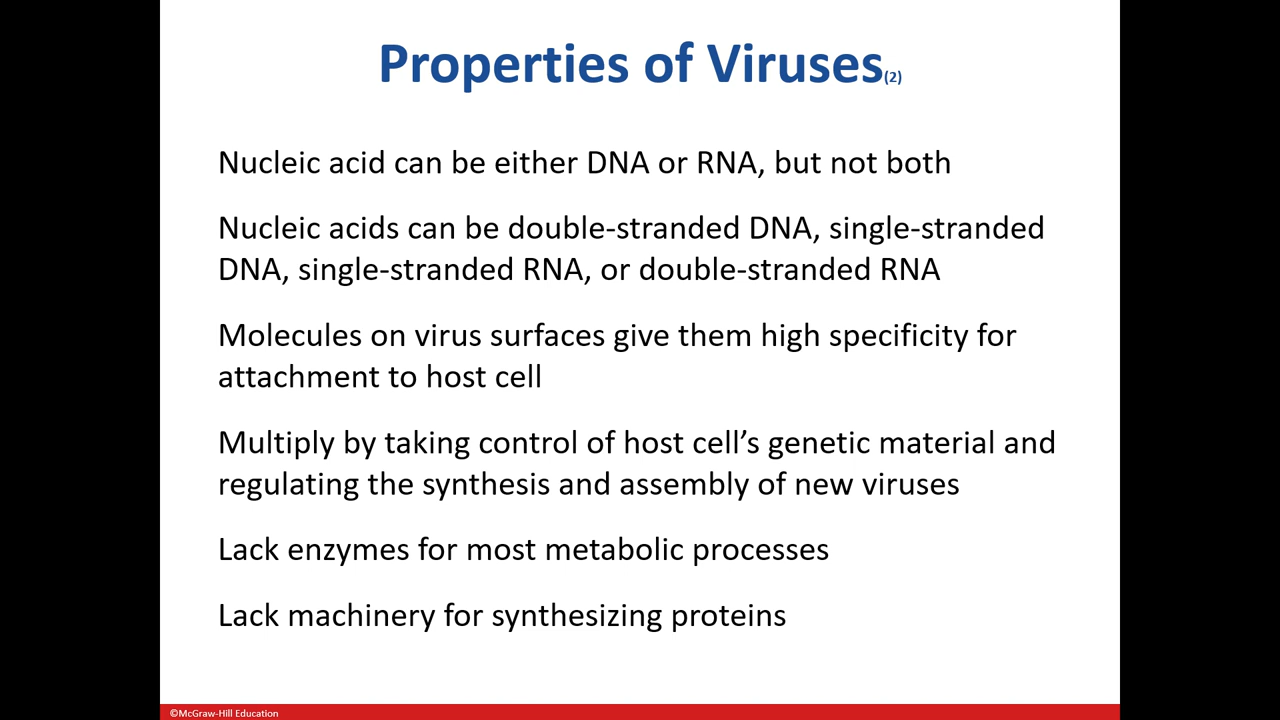 Properties of Viruses(2)
Nucleic acid can be either DNA or RNA, but not both
Nucleic acids can be double-stranded DNA, single-stranded
DNA, single-stranded RNA, or double-stranded RNA
Molecules on virus surfaces give them high specificity for
attachment to host cell
Multiply by taking control of host cell’s genetic material and
regulating the synthesis and assembly of new viruses
Lack enzymes for most metabolic processes
Lack machinery for synthesizing proteins
©McGraw-Hill Education